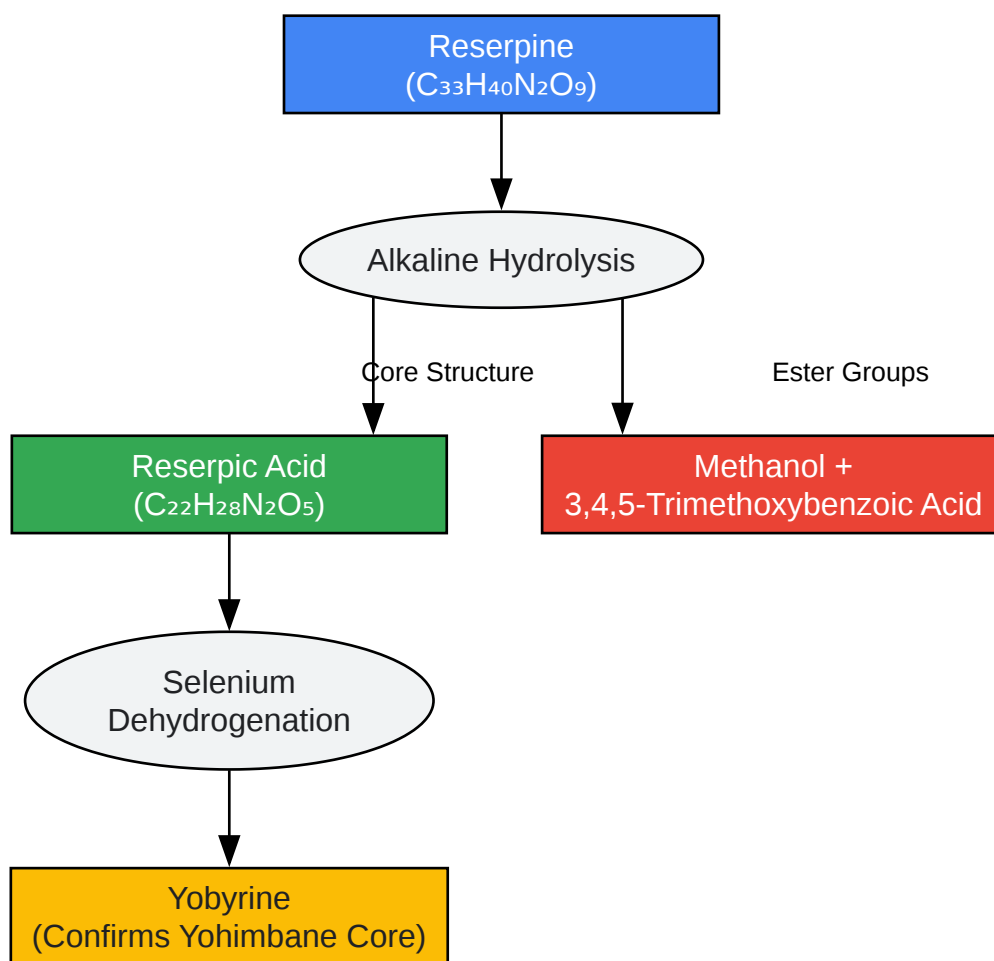 Reserpine
(C₃₃H₄₀N₂O₉)
Alkaline Hydrolysis
Core Structure
Ester Groups
Reserpic Acid
(C₂₂H₂₈N₂O₅)
Methanol +
3,4,5-Trimethoxybenzoic Acid
Selenium
Dehydrogenation
Yobyrine
(Confirms Yohimbane Core)